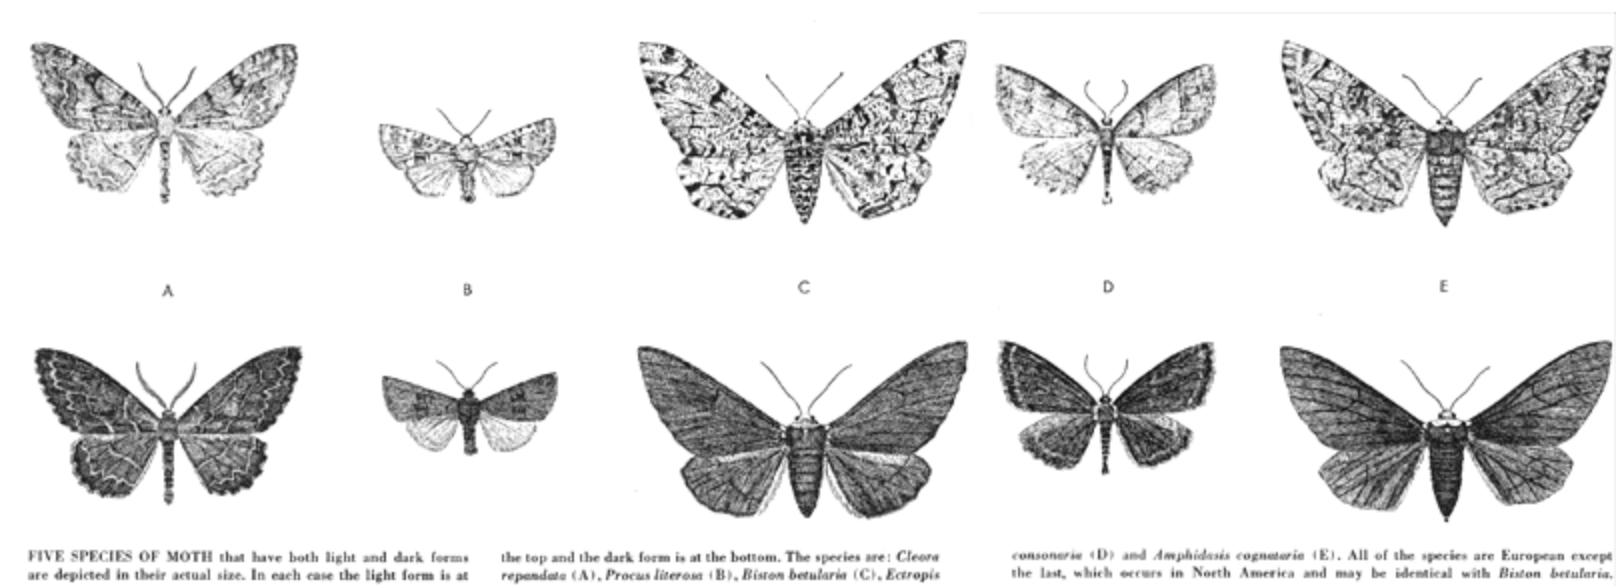 A
B
C
D
E
FIVE SPECIES OF MOTH that have both light and dark forms
are depicted in their actual size. In each case the light form is at
the top and the dark form is at the bottom. The species are: Cleora
repandata (A), Procus literosa (B), Biston betularia (C), Ectropis
consonaria (D) and Amphidasis cognataria (E). All of the species are European except
the last, which occurs in North America and may be identical with Biston betularia.